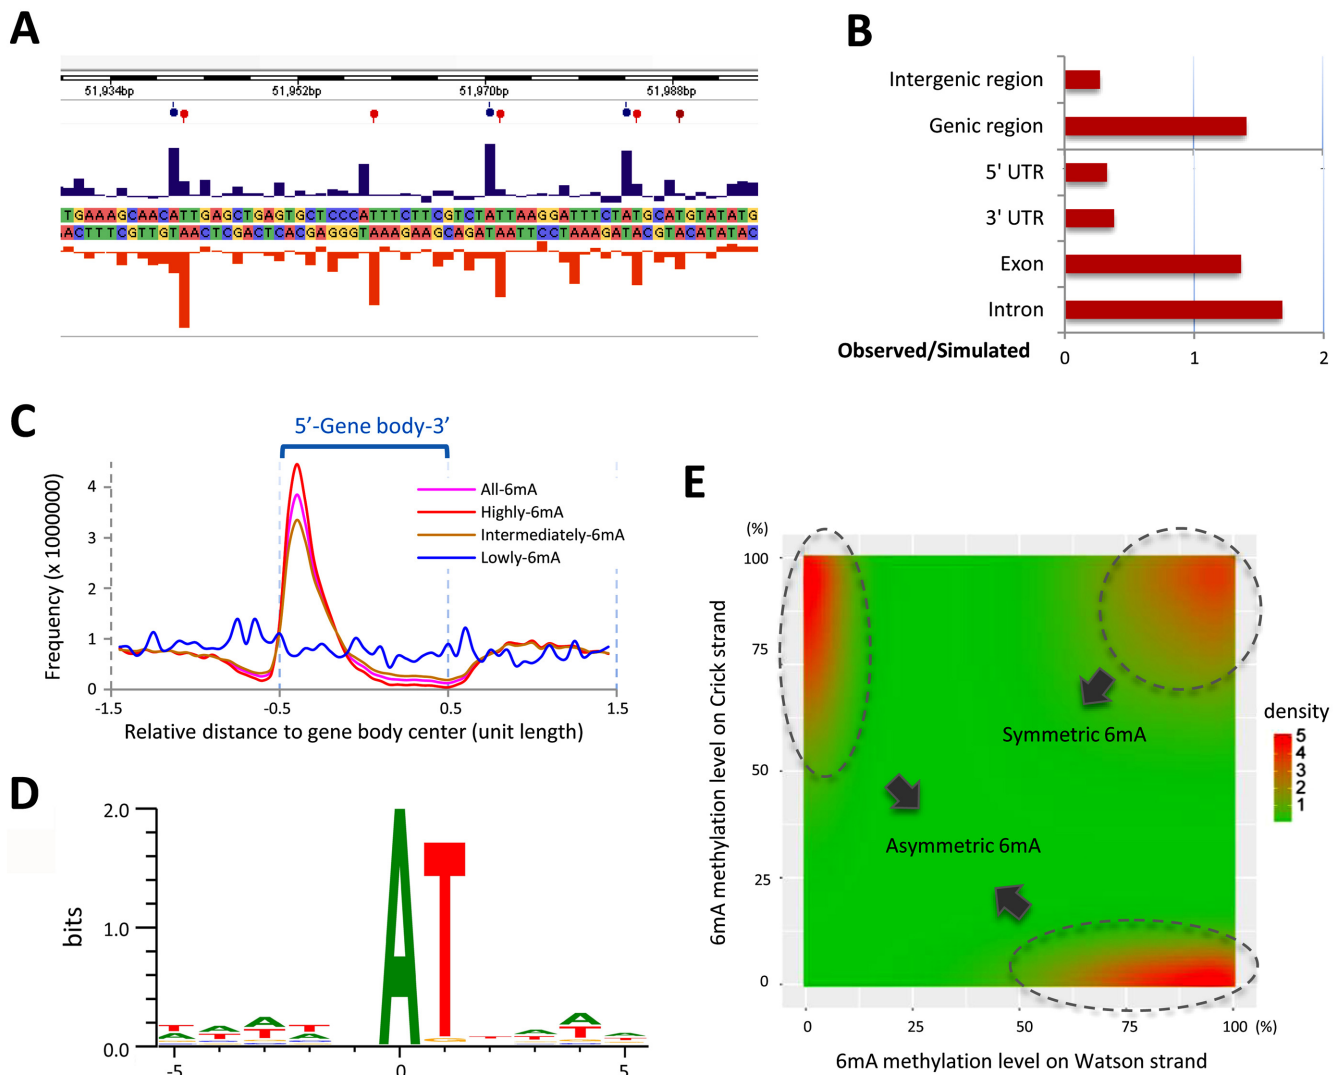 A
51,934bp 51,952bp 51,970bp 51,988bp
TGAAAGCAACATTGAGCTGAGTGCTCCCATTTCTTCGTCTATTAAGGATTTCTATGCATGTATATG
ACTTTCGTTGTAACTCGACTCACGAGGGTAAAGAAGCAGATAATTCCTAAAGATACGTACATATAC
B
Intergenic region
Genic region
5' UTR
3' UTR
Exon
Intron
Observed/Simulated
0 1 2
C
5’-Gene body-3’
Frequency (x 1000000)
4
3
2
1
0
All-6mA
Highly-6mA
Intermediately-6mA
Lowly-6mA
-1.5 -0.5 0.5 1.5
Relative distance to gene body center (unit length)
D
bits
2.0
1.0
0.0
A T
-5 0 5
E
(%)
100
75
50
25
0
6mA methylation level on Crick strand
Symmetric 6mA
Asymmetric 6mA
density
5
4
3
2
1
0 25 50 75 100 (%)
6mA methylation level on Watson strand